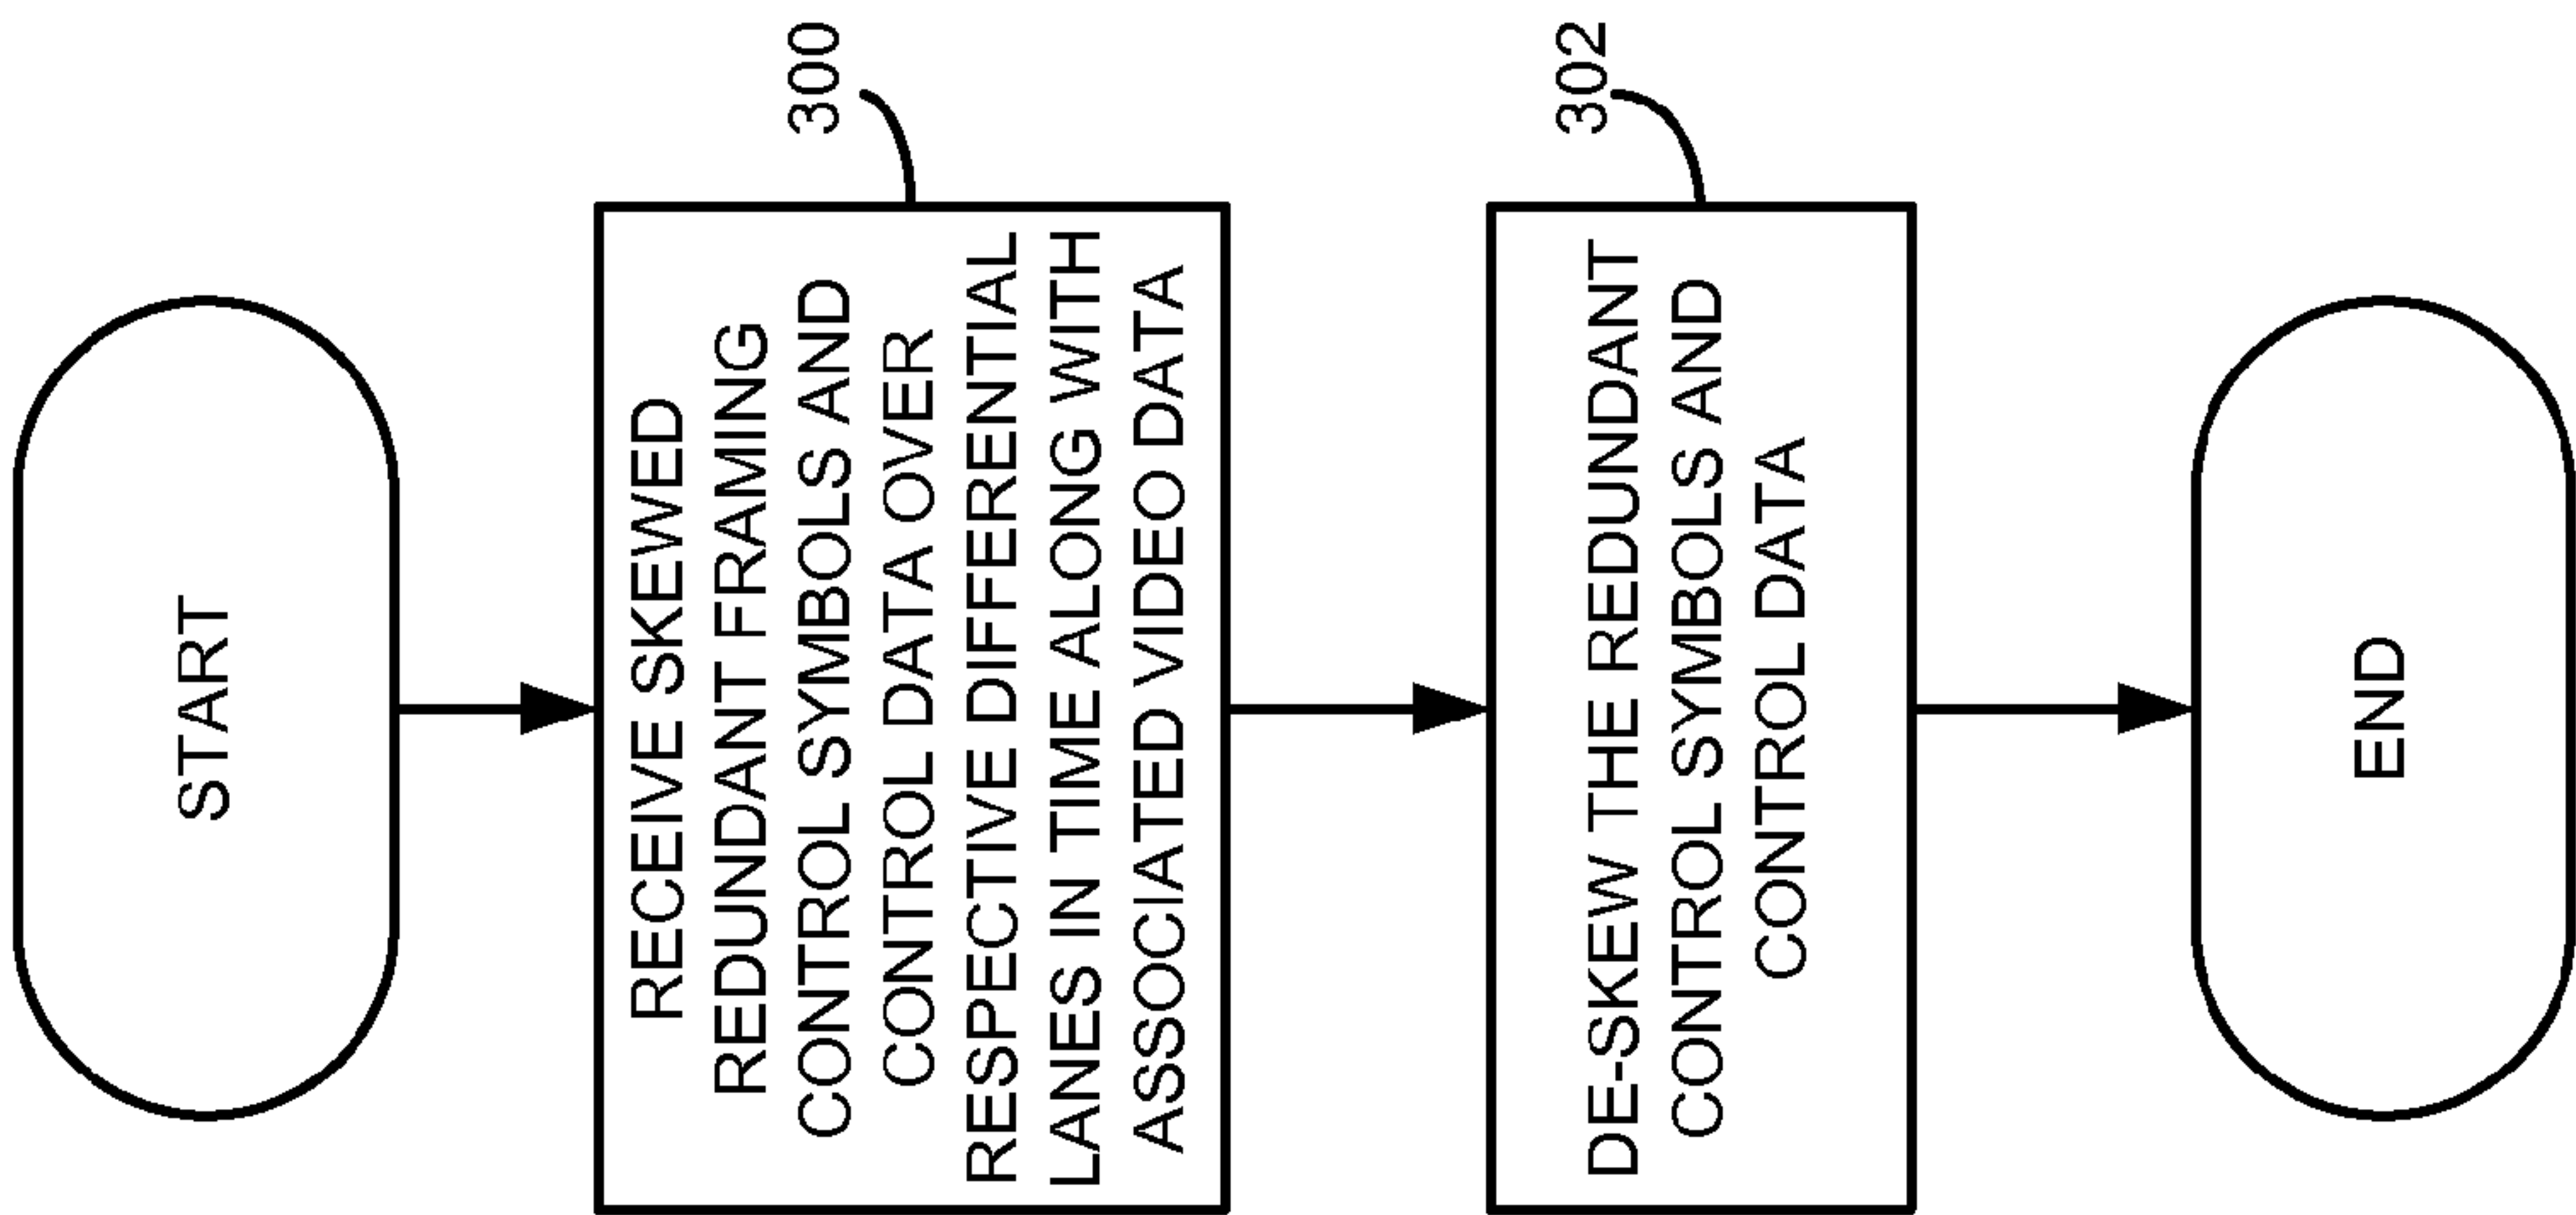 START
RECEIVE SKEWED
REDUNDANT FRAMING
CONTROL SYMBOLS AND
CONTROL DATA OVER
RESPECTIVE DIFFERENTIAL
LANES IN TIME ALONG WITH
ASSOCIATED VIDEO DATA
300
DE-SKEW THE REDUNDANT
CONTROL SYMBOLS AND
CONTROL DATA
302
END